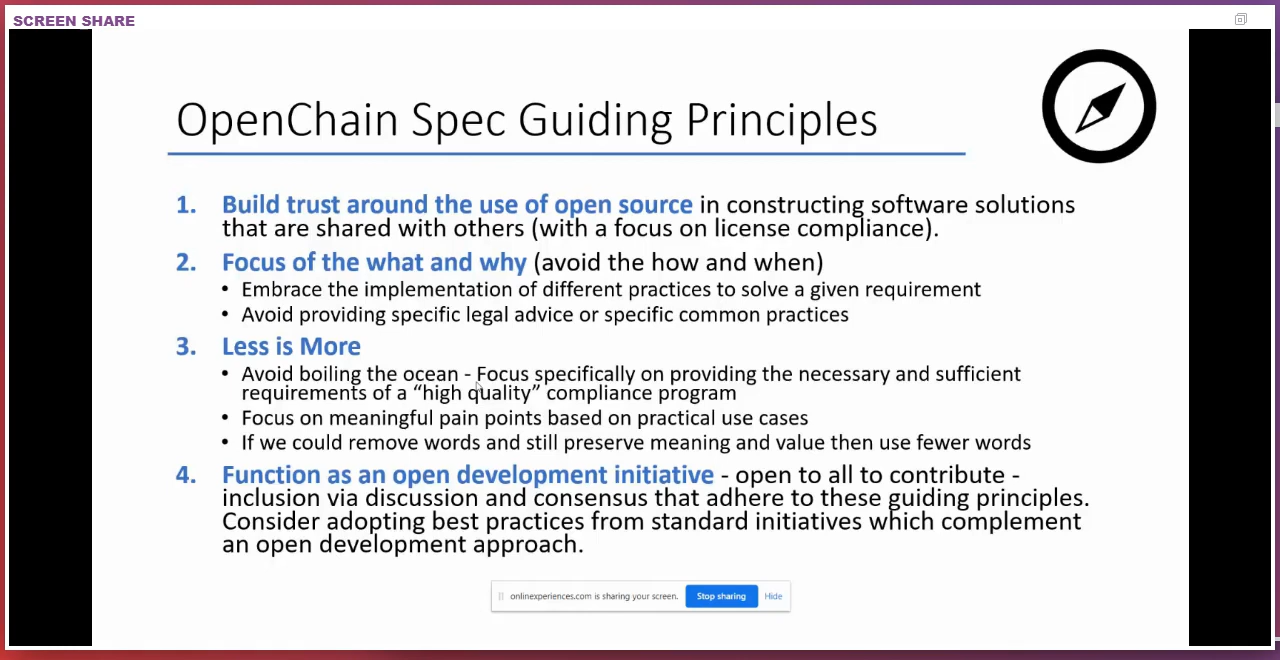 SCREEN SHARE
OpenChain Spec Guiding Principles
1. Build trust around the use of open source in constructing software solutions
that are shared with others (with a focus on license compliance).
2. Focus of the what and why (avoid the how and when)
• Embrace the implementation of different practices to solve a given requirement
• Avoid providing specific legal advice or specific common practices
3. Less is More
• Avoid boiling the ocean - Focus specifically on providing the necessary and sufficient
requirements of a “high quality” compliance program
• Focus on meaningful pain points based on practical use cases
• If we could remove words and still preserve meaning and value then use fewer words
4. Function as an open development initiative - open to all to contribute -
inclusion via discussion and consensus that adhere to these guiding principles.
Consider adopting best practices from standard initiatives which complement
an open development approach.
onlinexperiences.com is sharing your screen. Stop sharing Hide